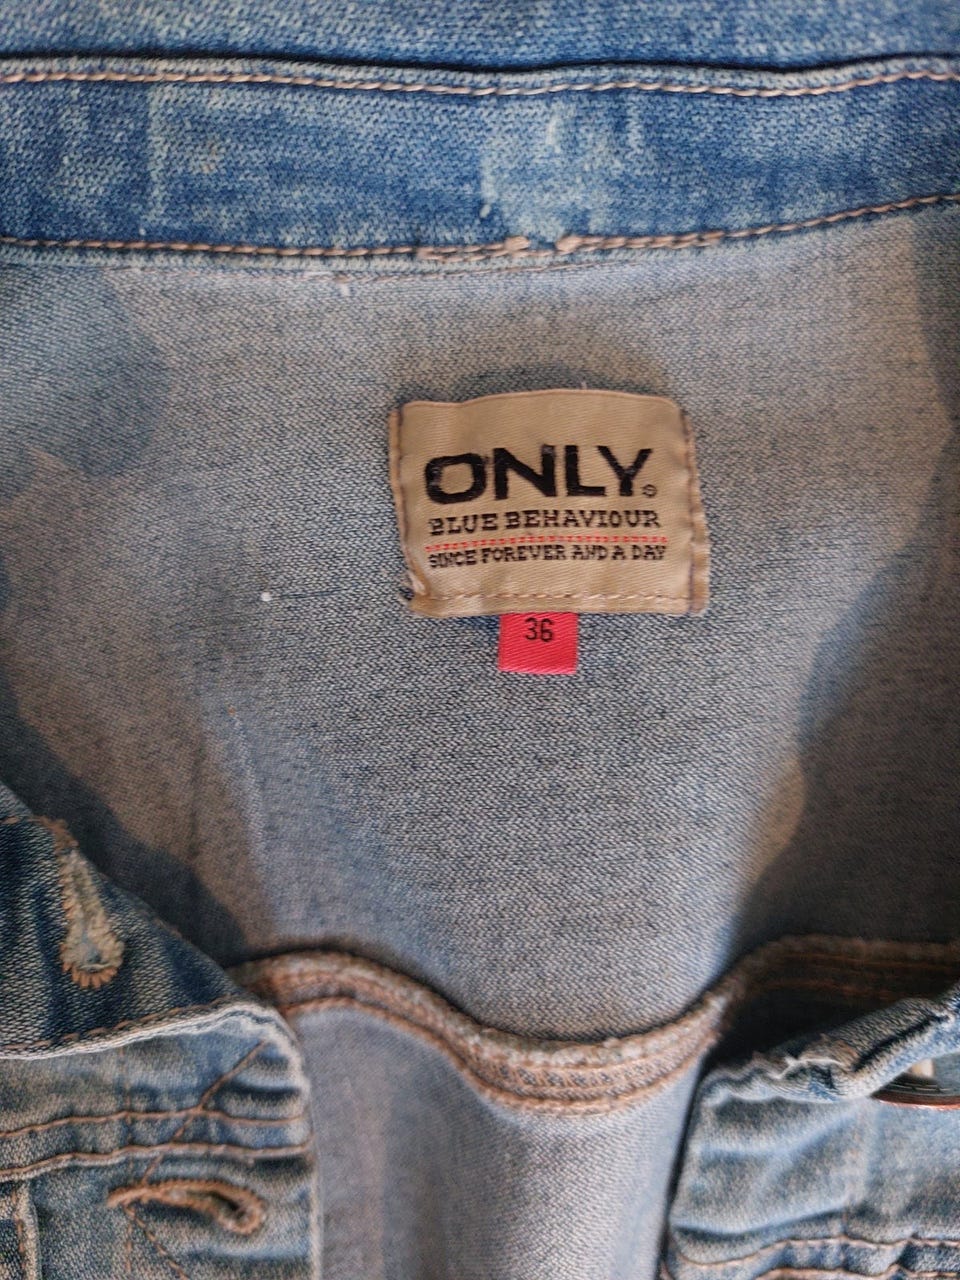 ONLY®
BLUE BEHAVIOUR
SINCE FOREVER AND A DAY
36